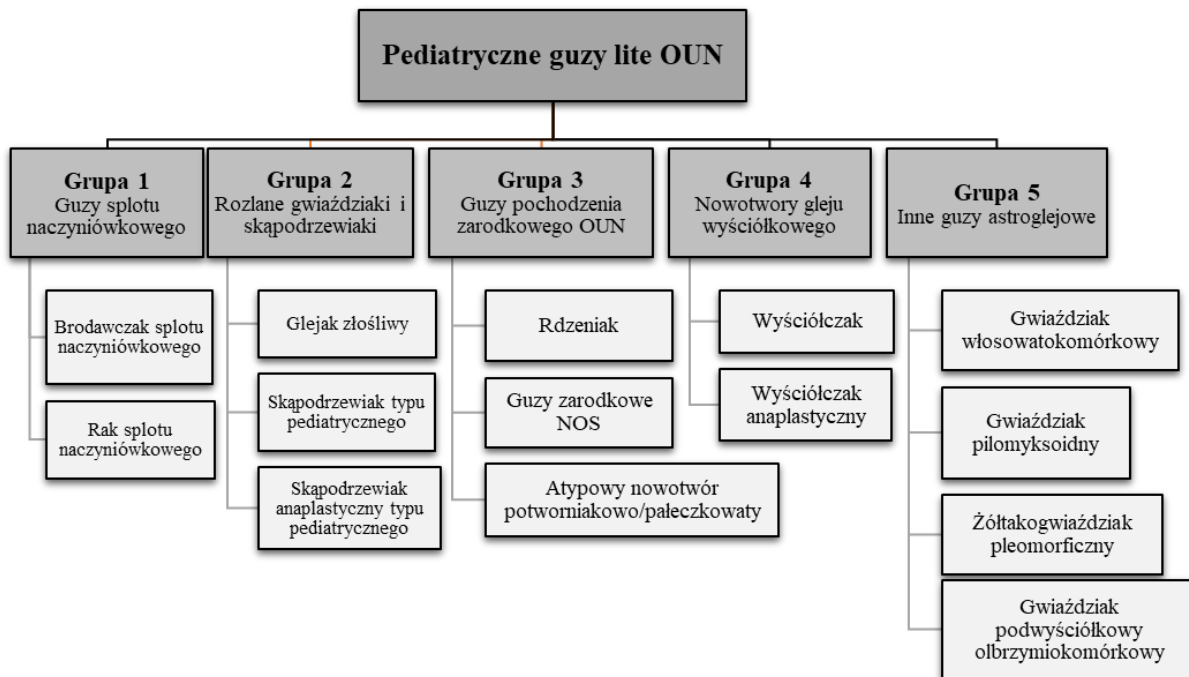 Pediatryczne guzy lite OUN
Grupa 1
Guzy splotu
naczyniówkowego
Brodawczak splotu
naczyniówkowego
Rak splotu
naczyniówkowego
Grupa 2
Rozlane gwiaździaki i
skąpodrzewiaki
Glejak złośliwy
Skąpodrzewiak typu
pediatrycznego
Skąpodrzewiak
anaplastyczny typu
pediatrycznego
Grupa 3
Guzy pochodzenia
zarodkowego OUN
Rdzeniak
Guzy zarodkowe
NOS
Atypowy nowotwór
potworniakowo/pałeczkowaty
Grupa 4
Nowotwory gleju
wyściółkowego
Wyściółczak
Wyściółczak
anaplastyczny
Grupa 5
Inne guzy astroglejowe
Gwiaździak
włosowatokomórkowy
Gwiaździak
pilomyksoidny
Żółtakogwiaździak
pleomorficzny
Gwiaździak
podwyściółkowy
olbrzymiokomórkowy